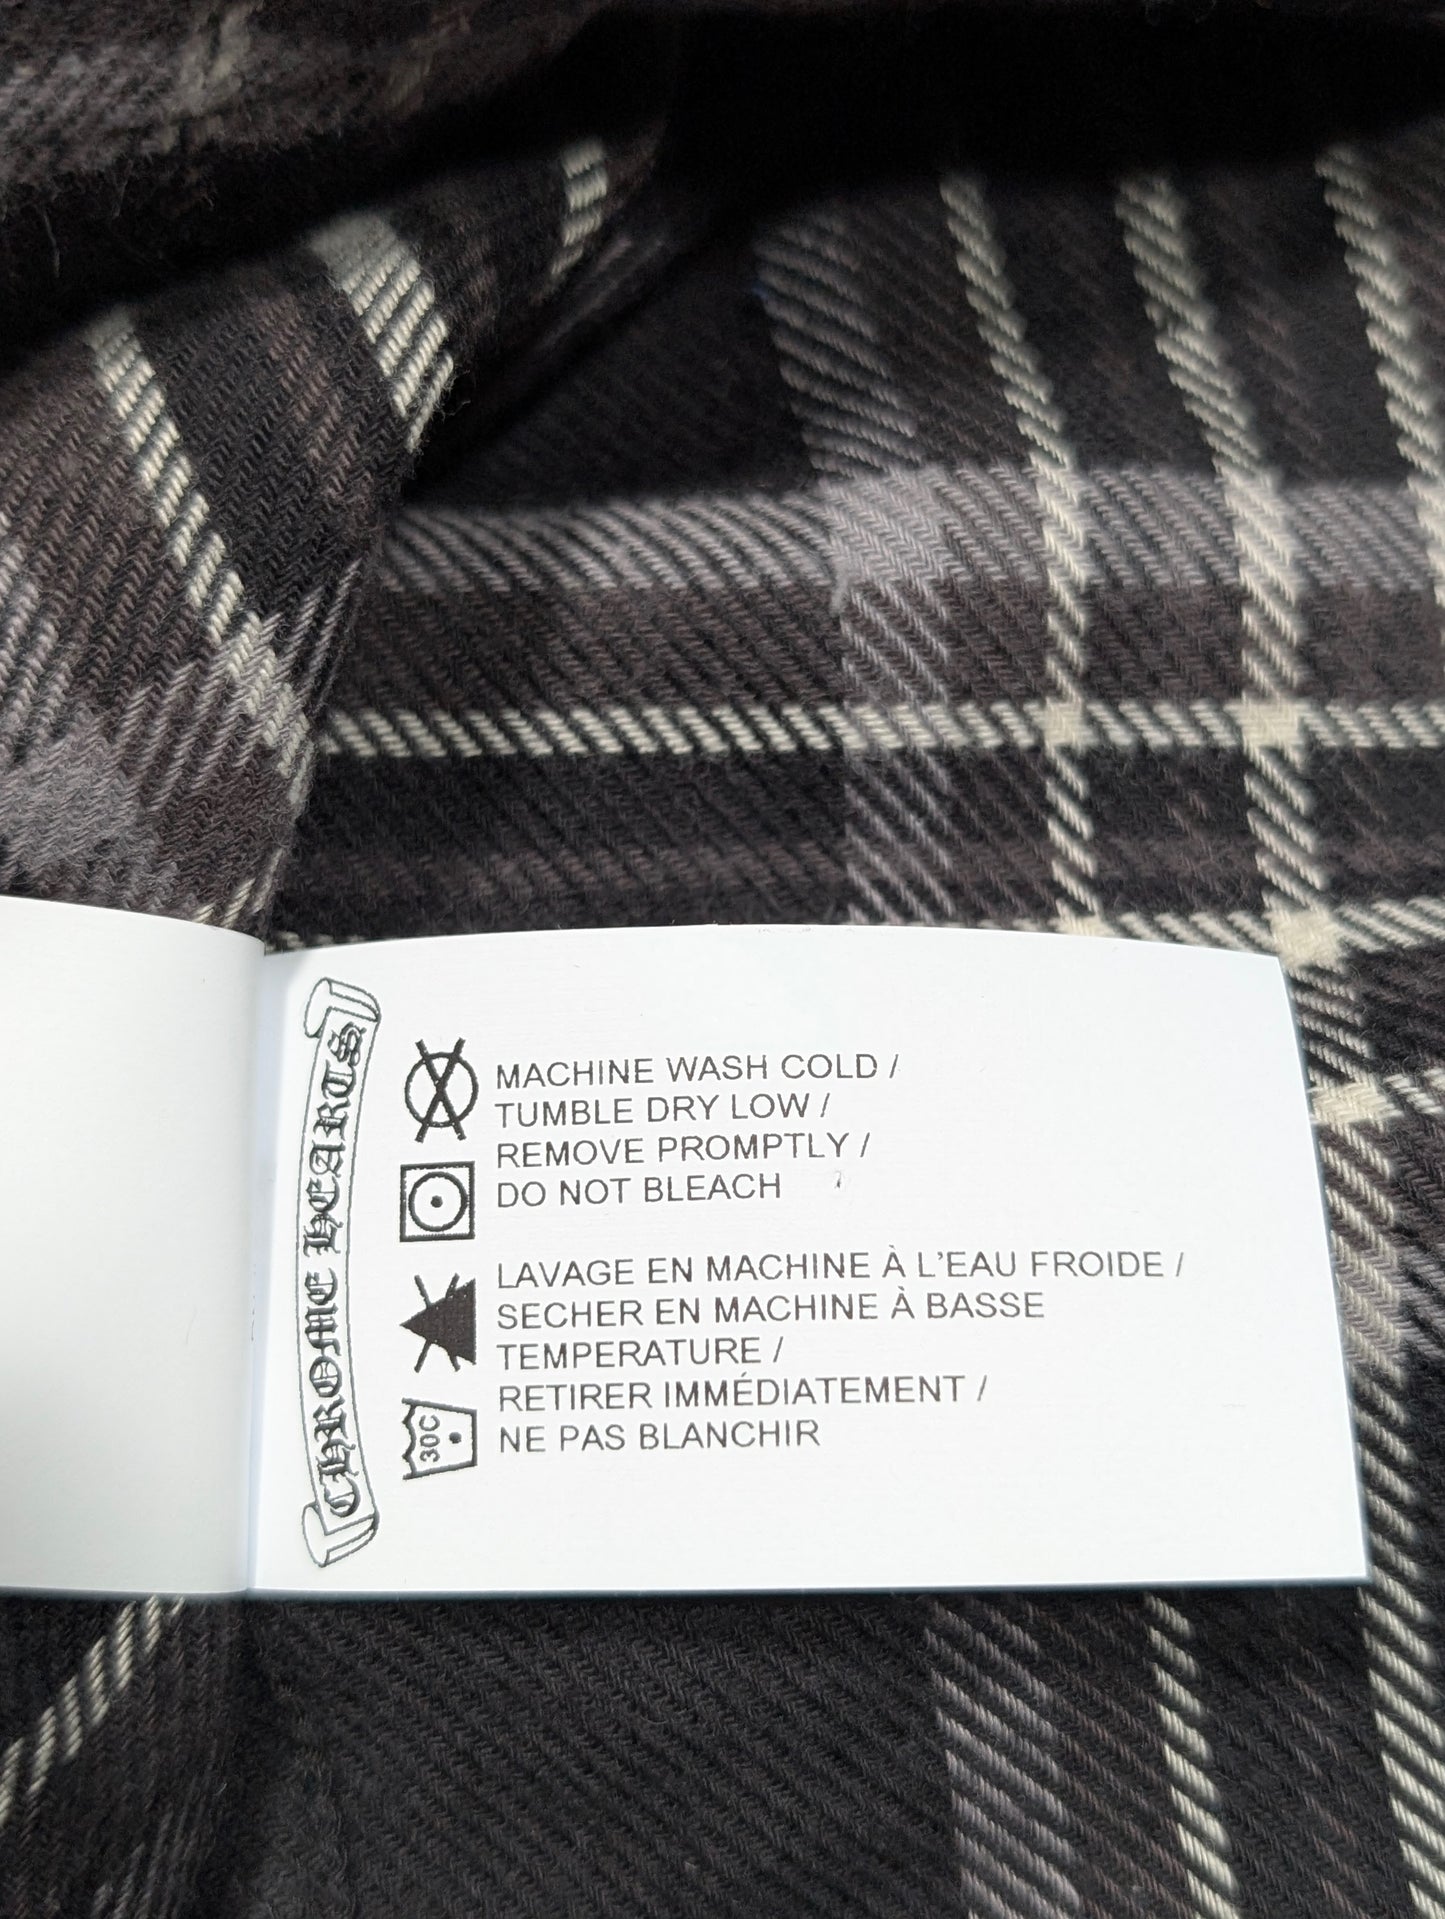 CHROME HEARTS
MACHINE WASH COLD /
TUMBLE DRY LOW /
REMOVE PROMPTLY /
DO NOT BLEACH
LAVAGE EN MACHINE À L'EAU FROIDE /
SECHER EN MACHINE À BASSE
TEMPERATURE /
RETIRER IMMÉDIATEMENT /
NE PAS BLANCHIR
30C